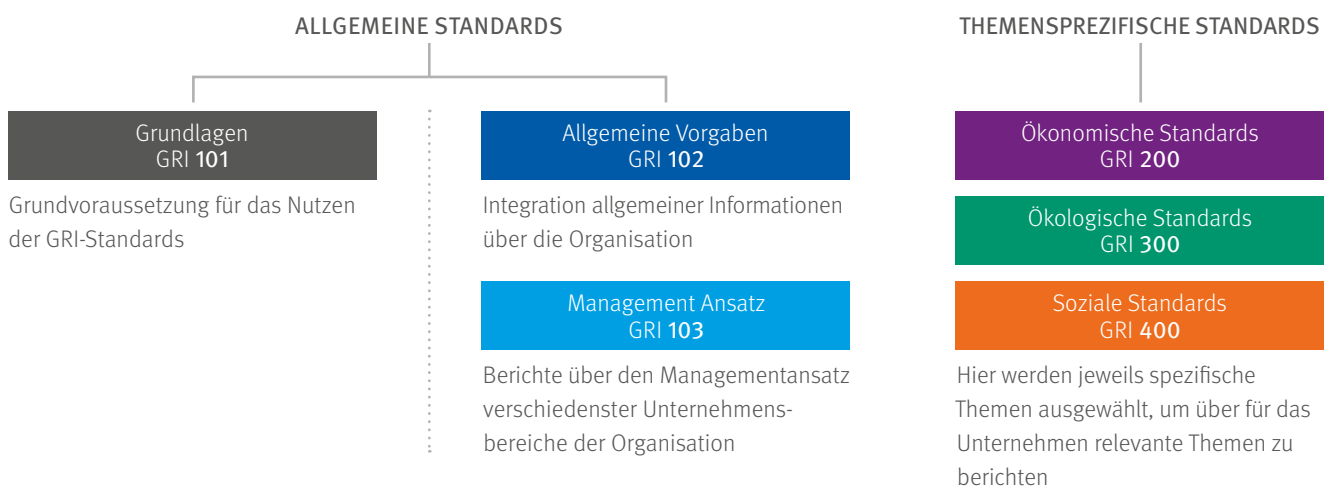 ALLGEMEINE STANDARDS
Grundlagen
GRI 101
Grundvoraussetzung für das Nutzen
der GRI-Standards
Allgemeine Vorgaben
GRI 102
Integration allgemeiner Informationen
über die Organisation
Management Ansatz
GRI 103
Berichte über den Managementansatz
verschiedenster Unternehmens-
bereiche der Organisation
THEMENSPREZIFISCHE STANDARDS
Ökonomische Standards
GRI 200
Ökologische Standards
GRI 300
Soziale Standards
GRI 400
Hier werden jeweils spezifische
Themen ausgewählt, um über für das
Unternehmen relevante Themen zu
berichten